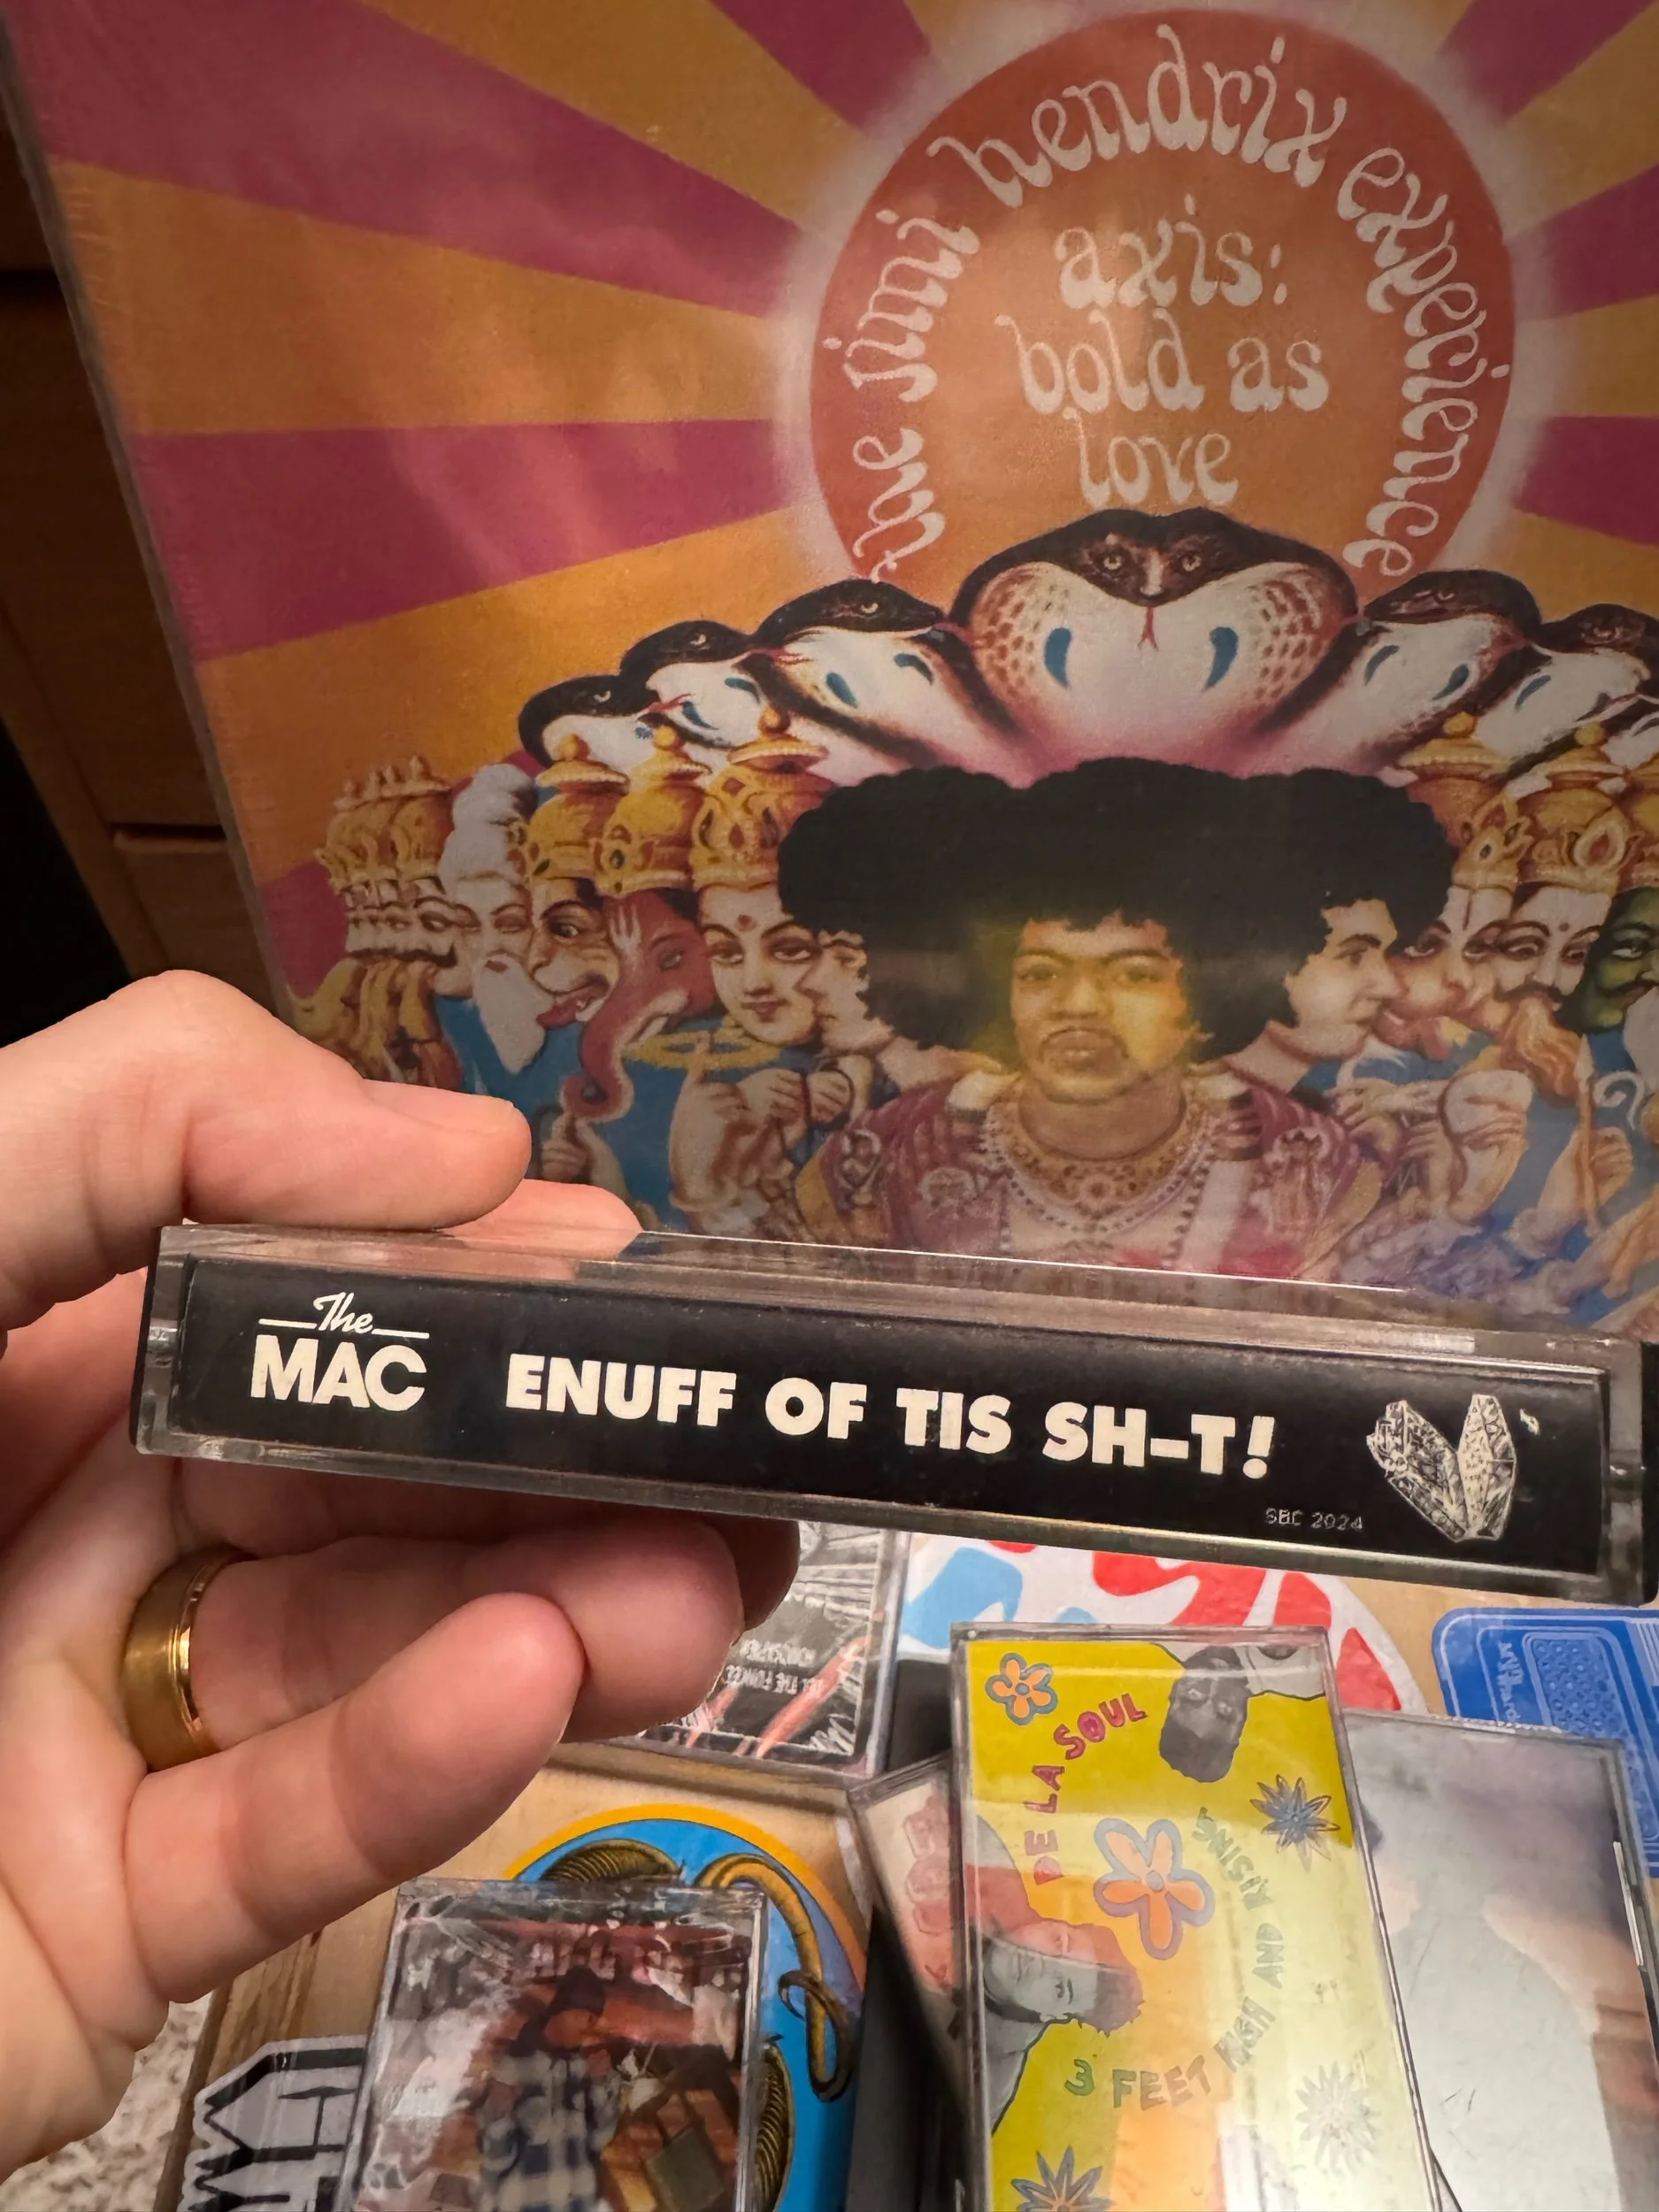 the jimi hendrix experience
axis:
bold as
love
The
MAC
ENUFF OF TIS SH-T!
SBC 2024
DE LA SOUL
3 FEET HIGH AND RISING